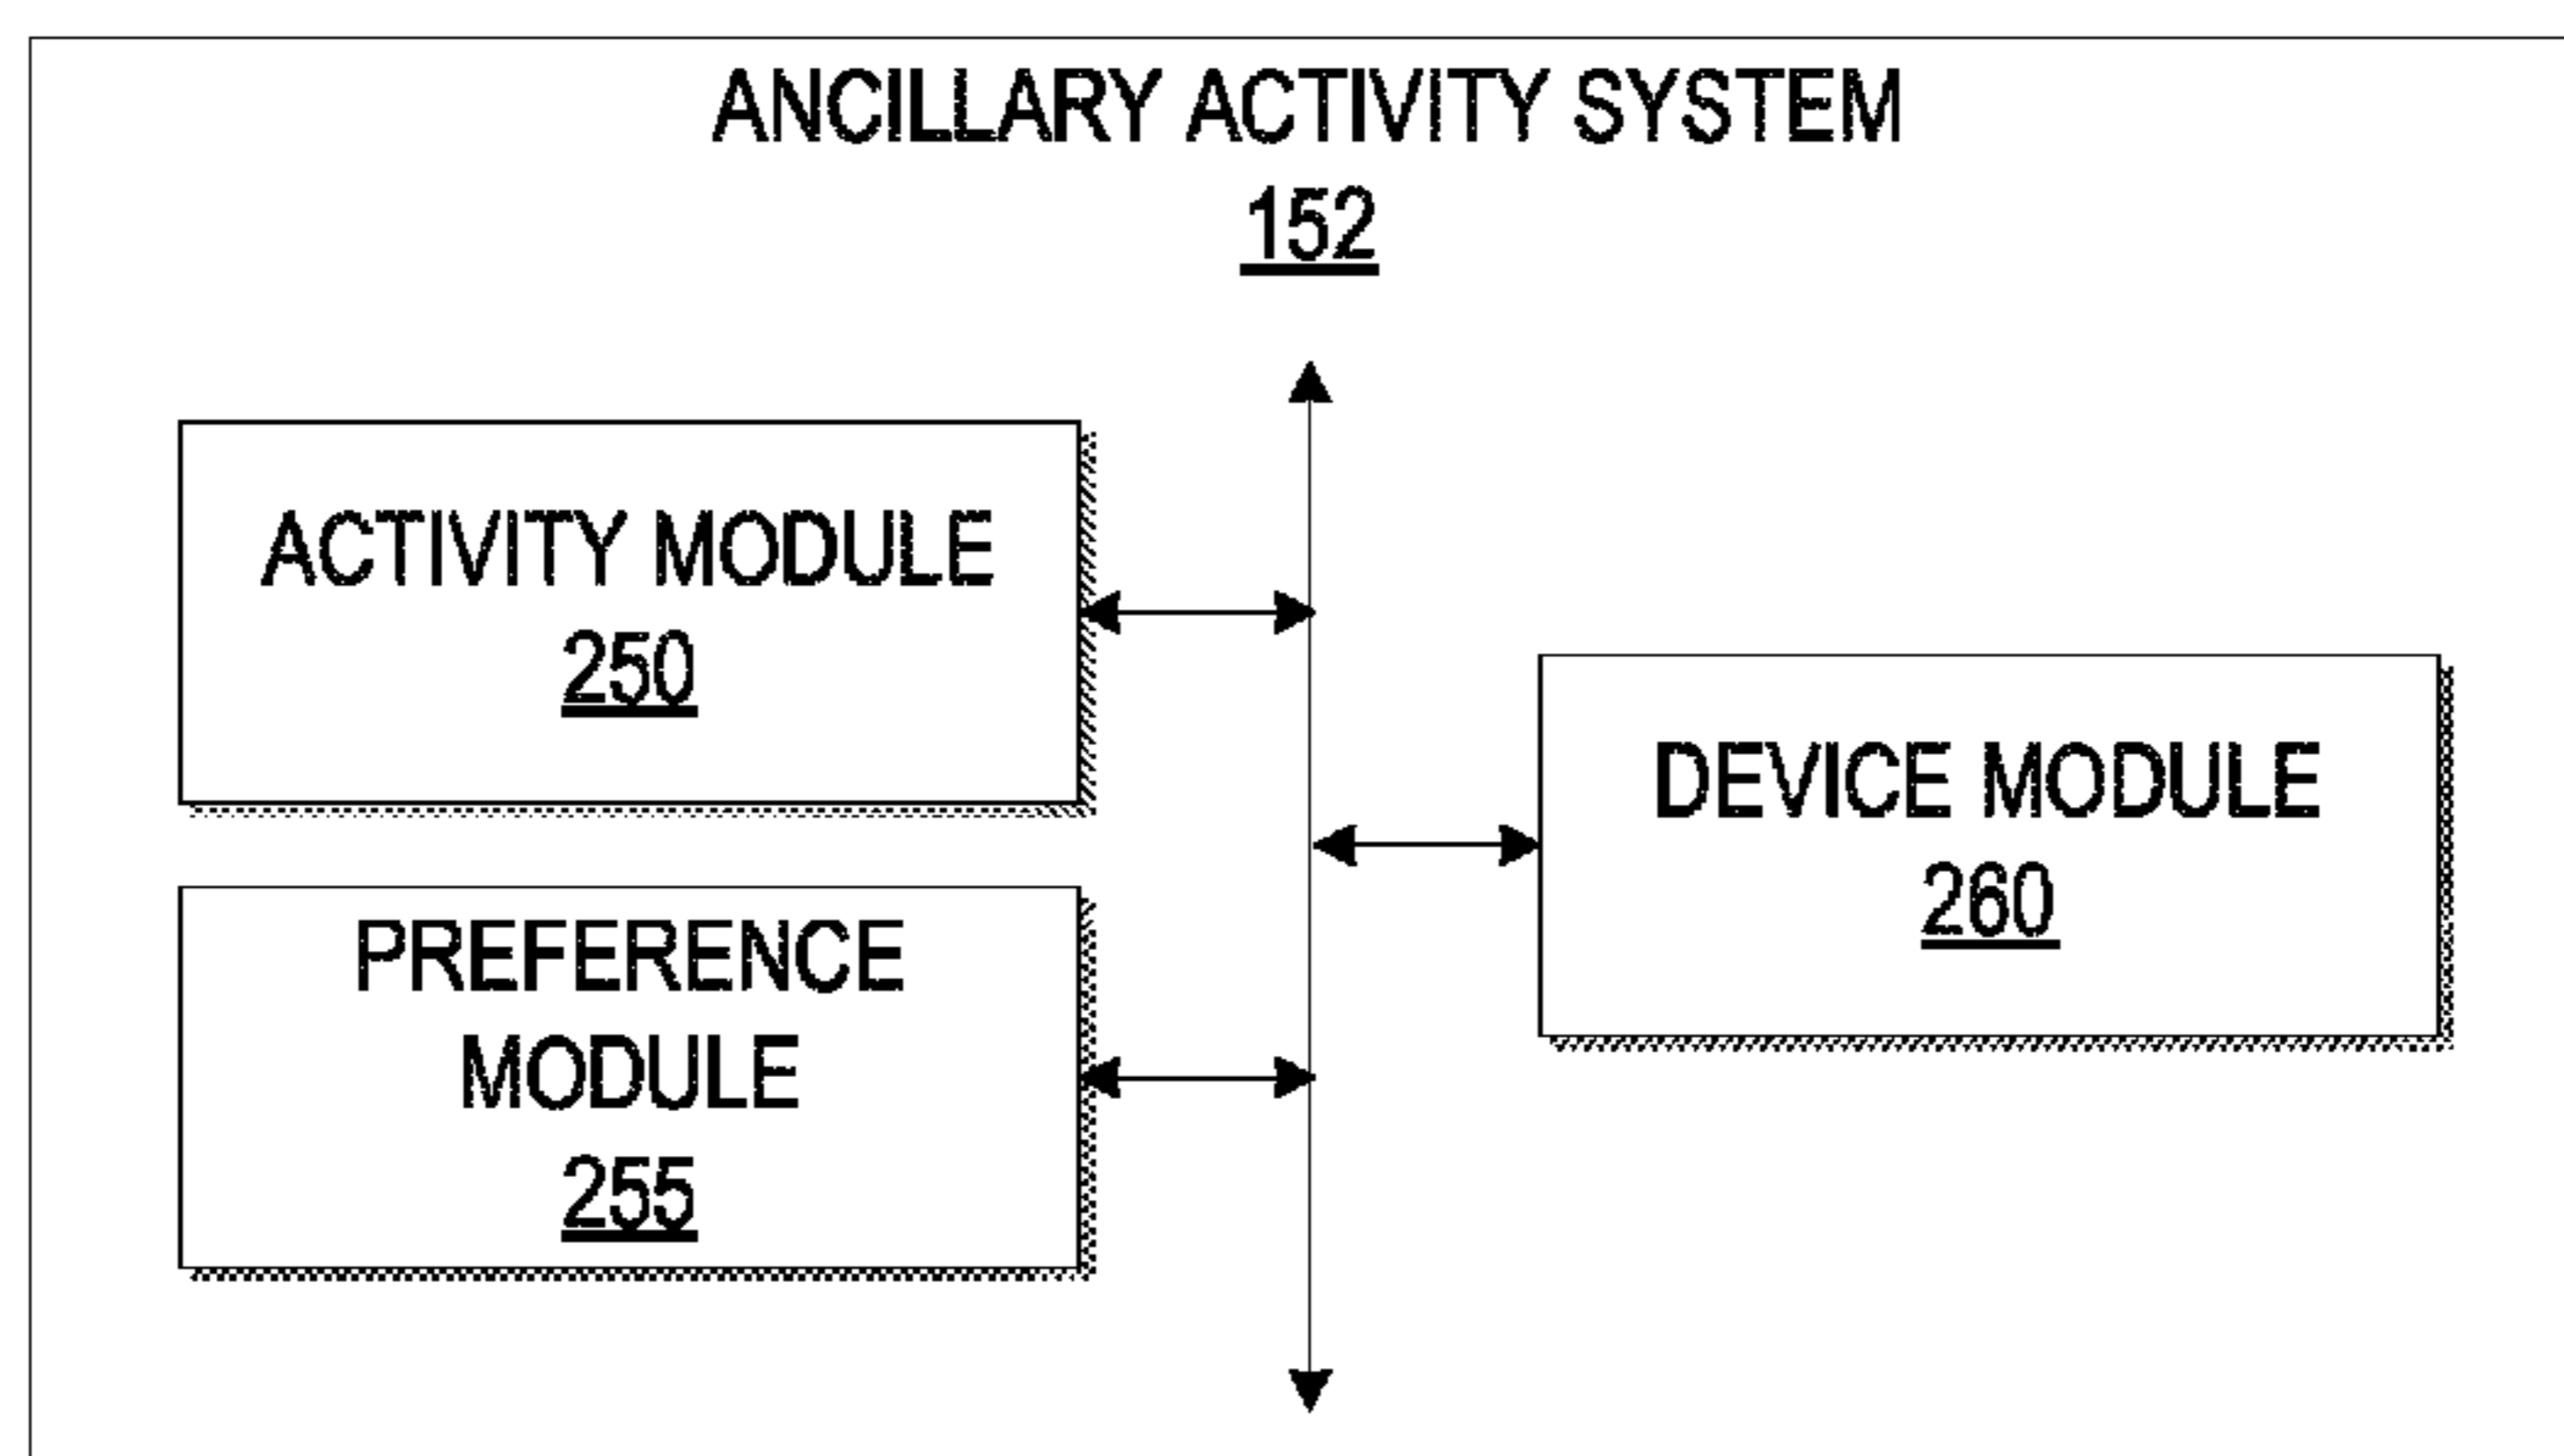 ANCILLARY ACTIVITY SYSTEM
152
ACTIVITY MODULE
250
PREFERENCE
MODULE
255
DEVICE MODULE
260